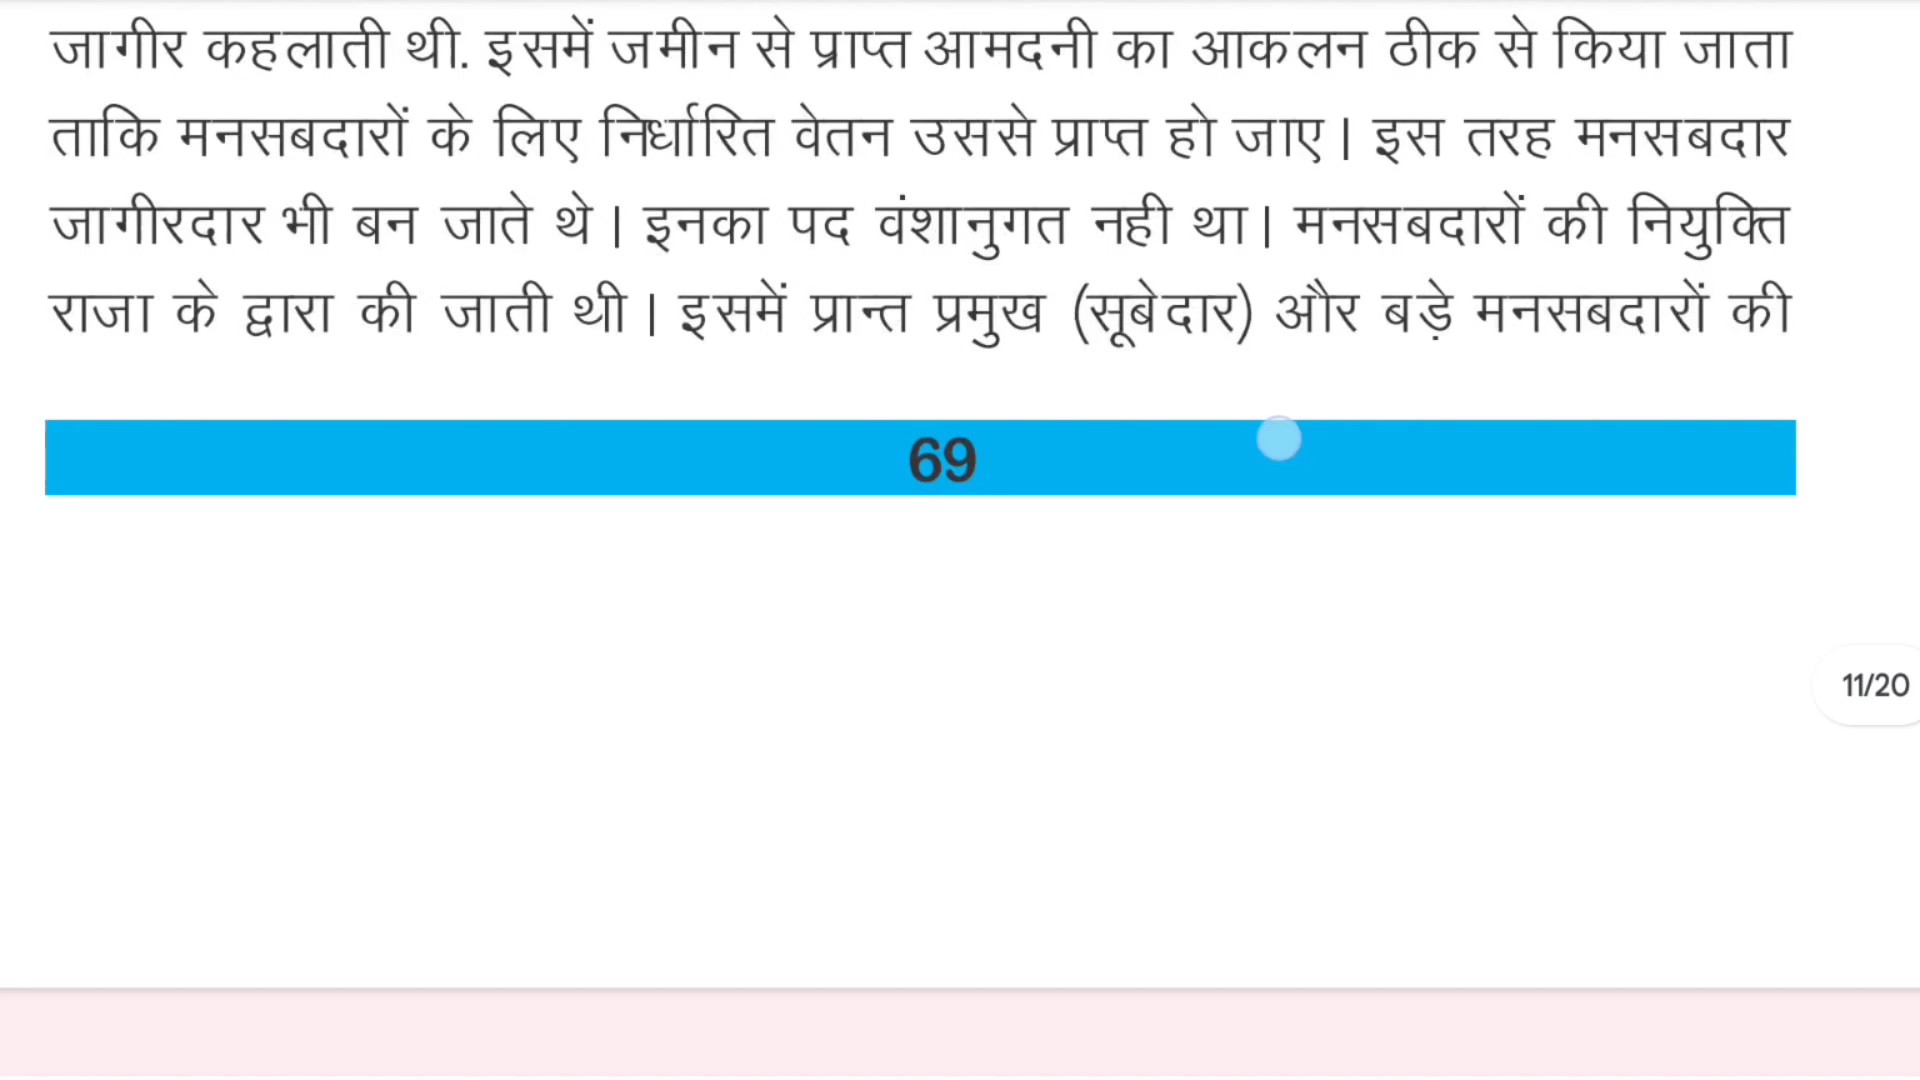 जागीर कहलाती थी. इसमें जमीन से प्राप्त आमदनी का आकलन ठीक से किया जाता
ताकि मनसबदारों के लिए निर्धारित वेतन उससे प्राप्त हो जाए। इस तरह मनसबदार
जागीरदार भी बन जाते थे। इनका पद वंशानुगत नही था। मनसबदारों की नियुक्ति
राजा के द्वारा की जाती थी। इसमें प्रान्त प्रमुख (सूबेदार) और बड़े मनसबदारों की
69
11/20